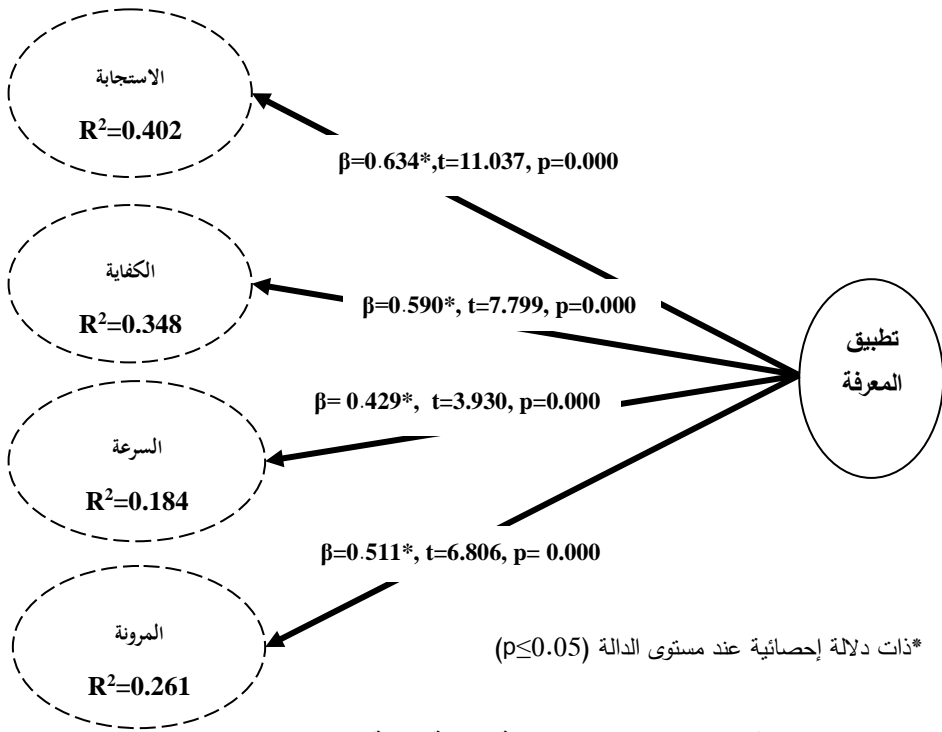 الاستجابة
R²=0.402
β=0.634*,t=11.037, p=0.000
الكفاية
R²=0.348
β=0.590*, t=7.799, p=0.000
تطبيق
المعرفة
β= 0.429*, t=3.930, p=0.000
السرعة
R²=0.184
β=0.511*, t=6.806, p= 0.000
المرونة
R²=0.261
*ذات دلالة إحصائية عند مستوى الدالة (p≤0.05)